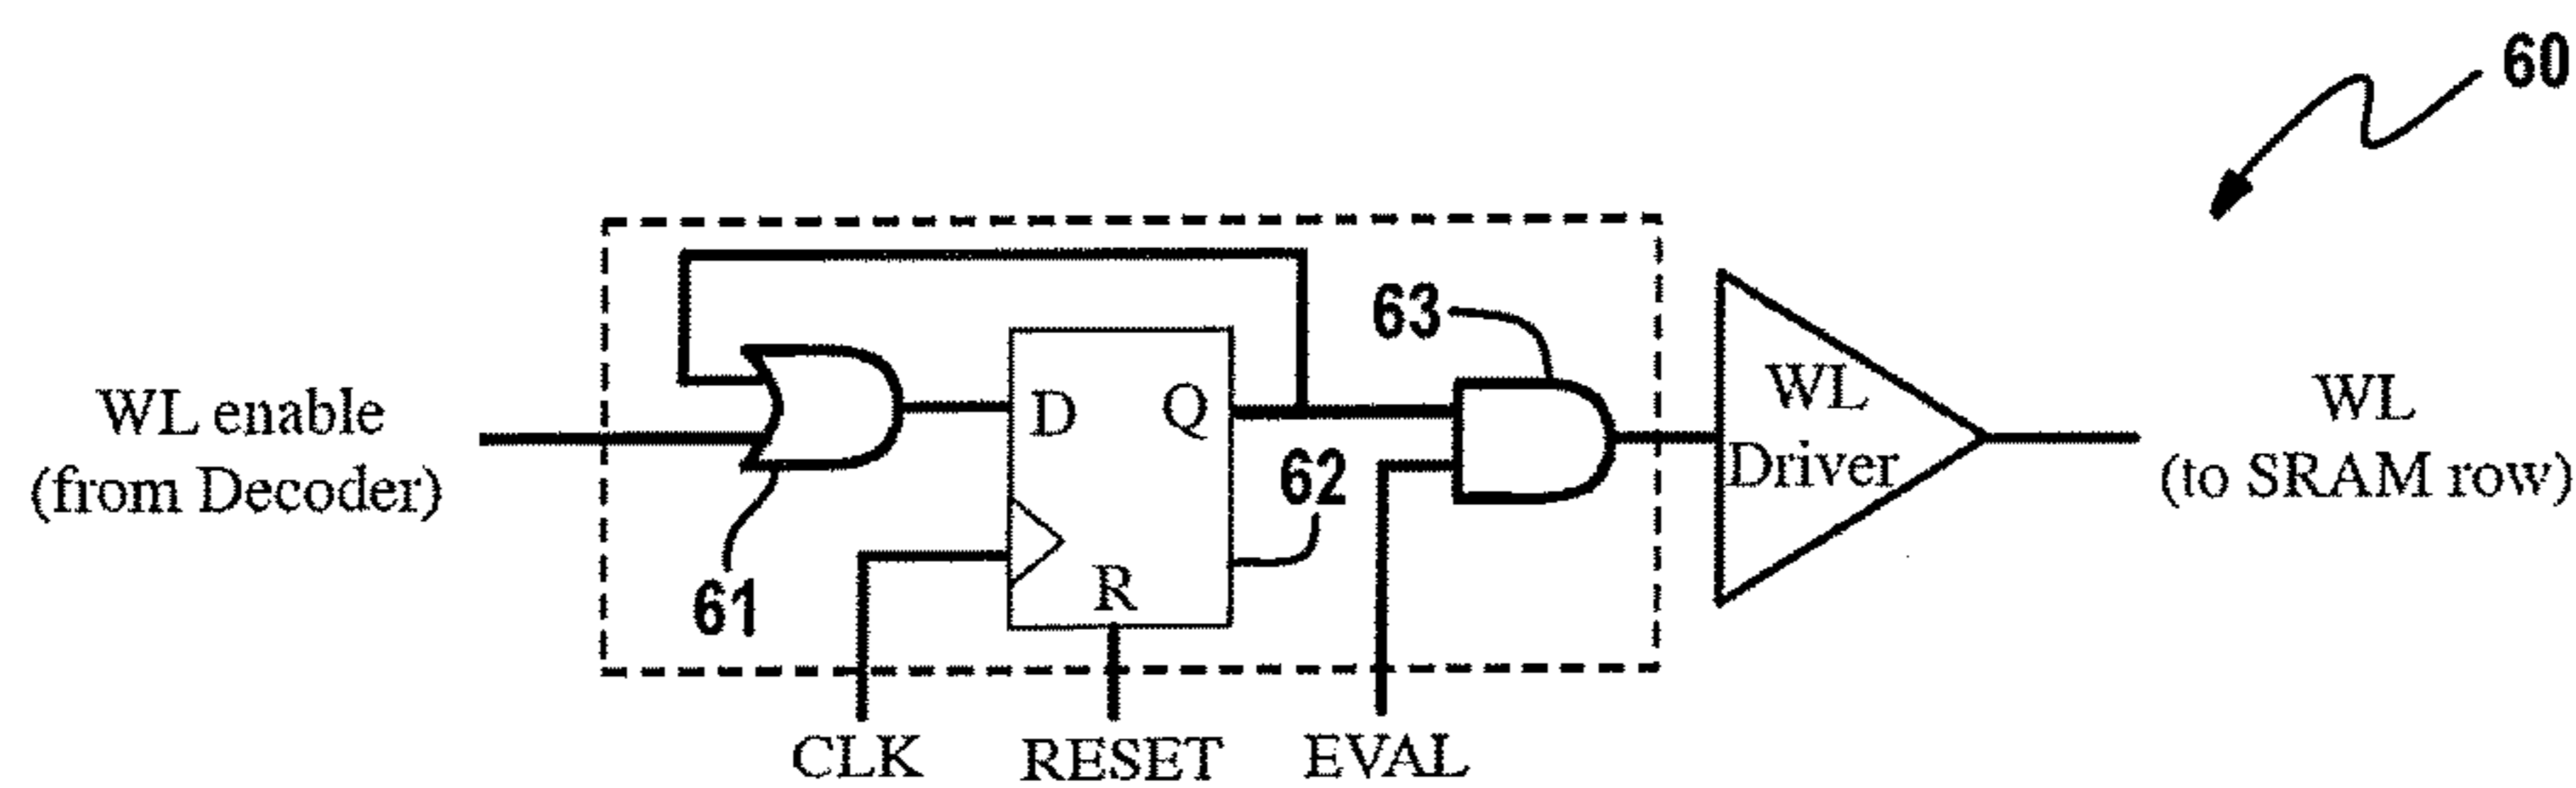 60
63
WL enable
(from Decoder)
D
Q
WL
Driver
WL
(to SRAM row)
62
61
R
CLK
RESET
EVAL